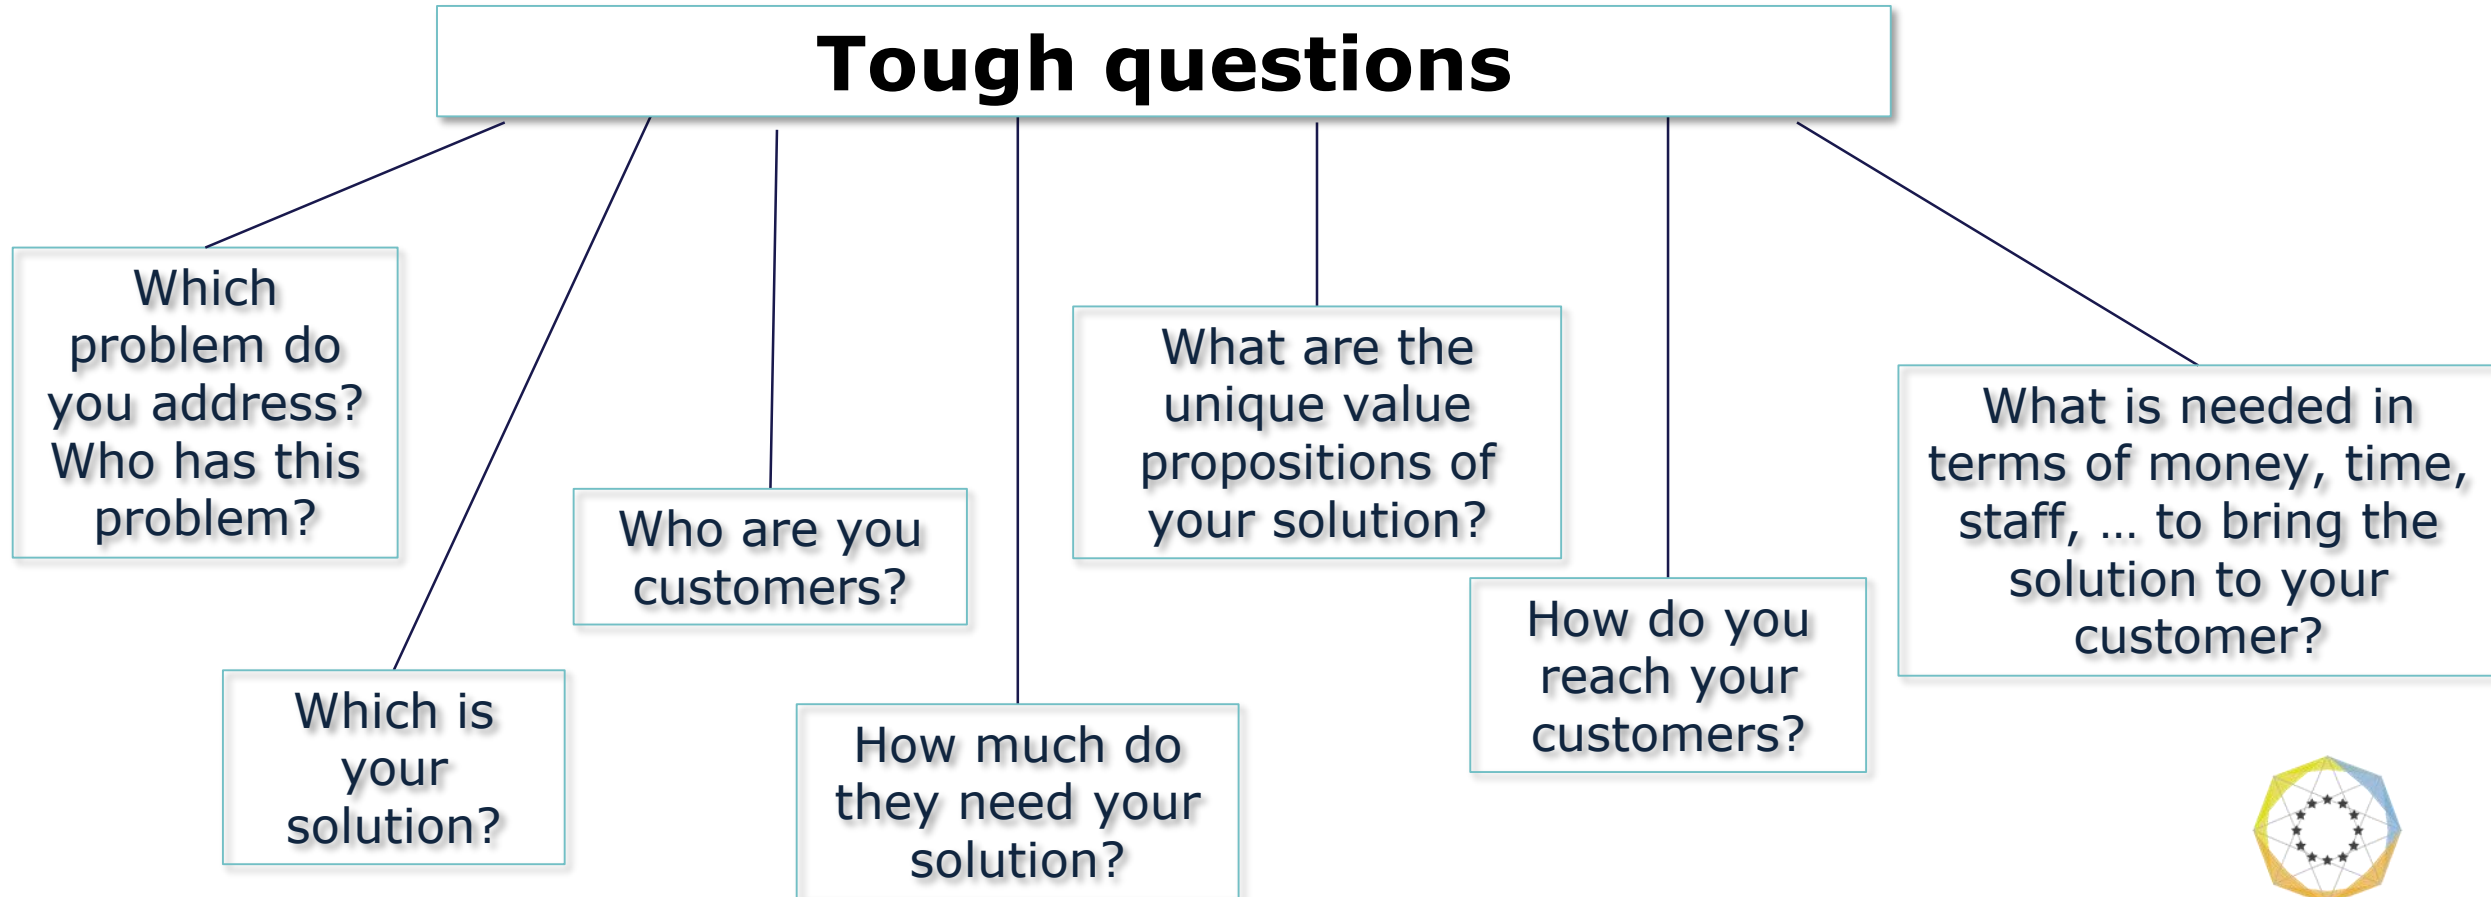 Tough questions
Which
problem do
you address?
Who has this
problem?
Which is
your
solution?
Who are you
customers?
How much do
they need your
solution?
What are the
unique value
propositions of
your solution?
How do you
reach your
customers?
What is needed in
terms of money, time,
staff, … to bring the
solution to your
customer?